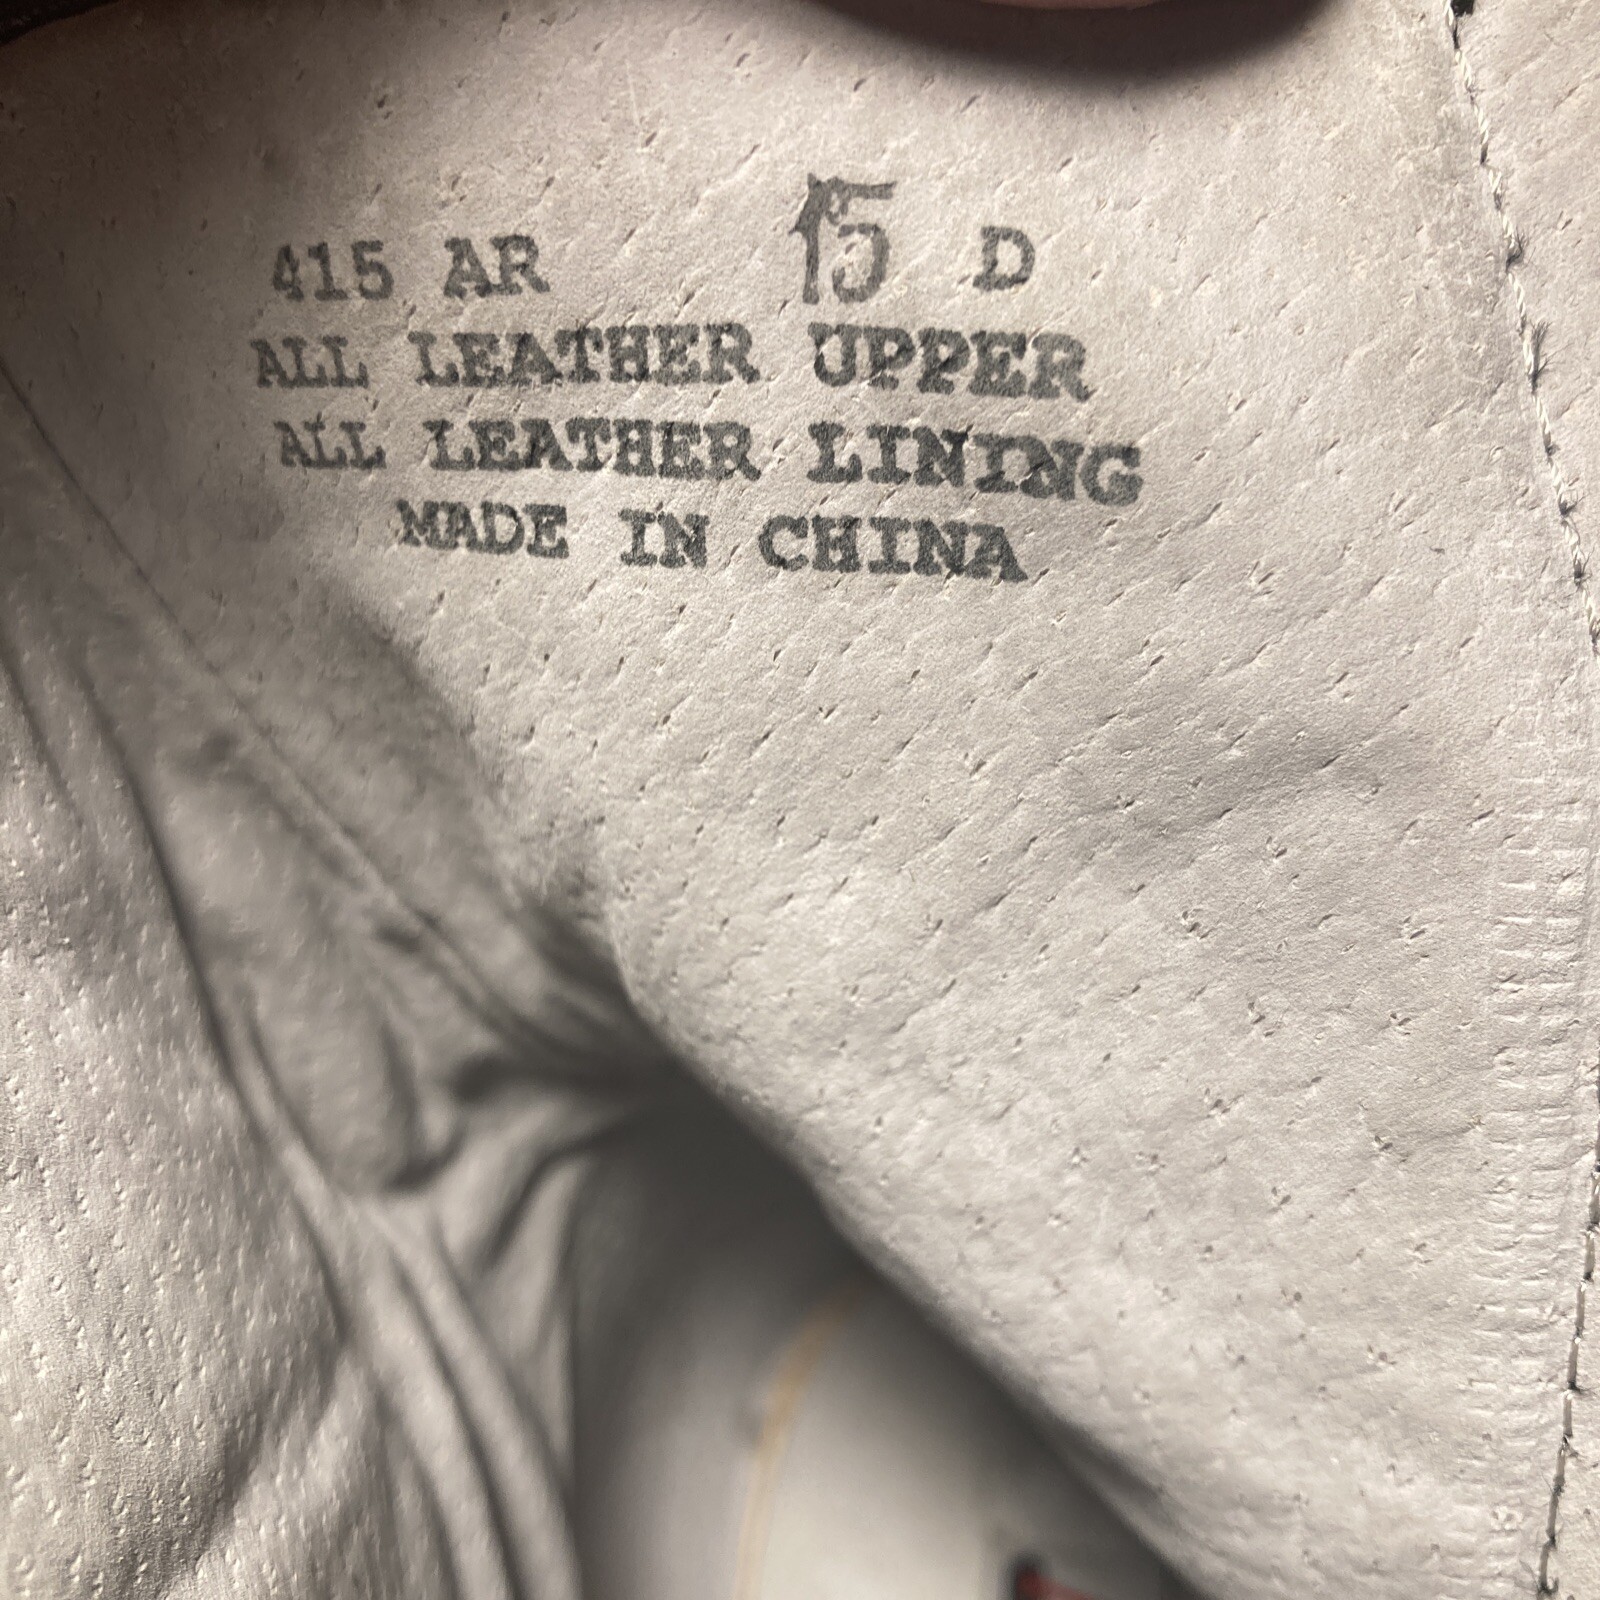 415 AR 15 D
ALL LEATHER UPPER
ALL LEATHER LINING
MADE IN CHINA